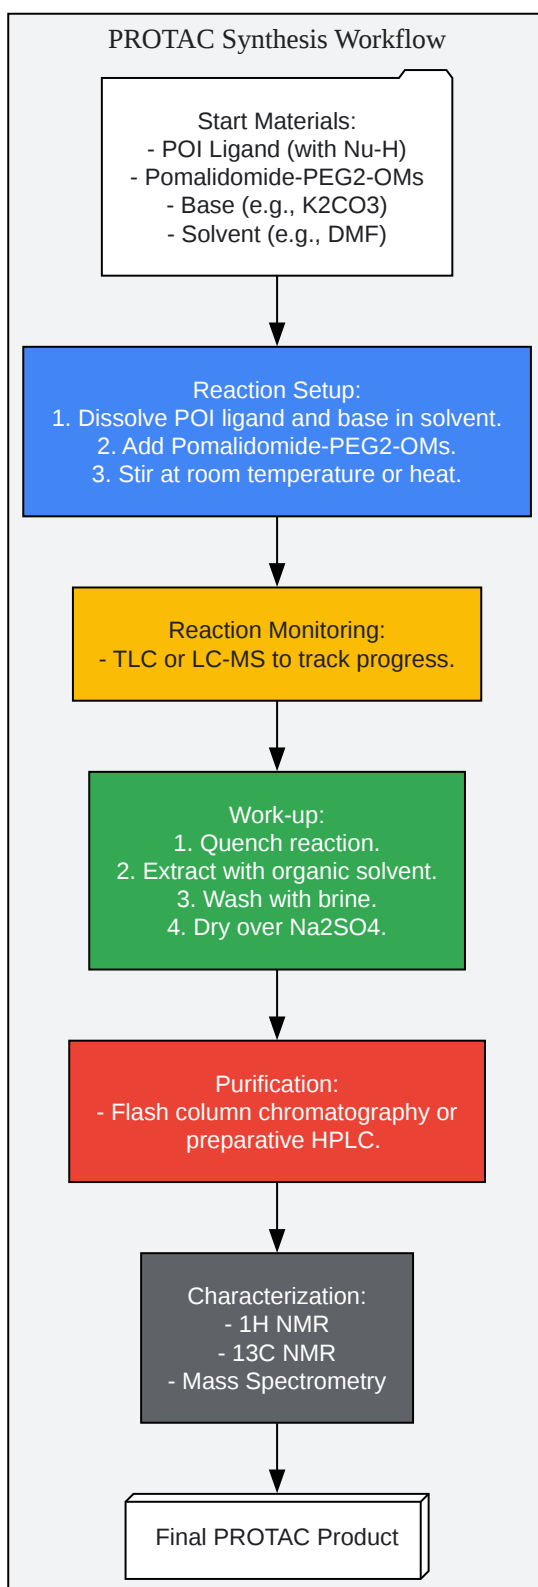 PROTAC Synthesis Workflow
Start Materials:
- POI Ligand (with Nu-H)
- Pomalidomide-PEG2-OMs
- Base (e.g., K2CO3)
- Solvent (e.g., DMF)
Reaction Setup:
1. Dissolve POI ligand and base in solvent.
2. Add Pomalidomide-PEG2-OMs.
3. Stir at room temperature or heat.
Reaction Monitoring:
- TLC or LC-MS to track progress.
Work-up:
1. Quench reaction.
2. Extract with organic solvent.
3. Wash with brine.
4. Dry over Na2SO4.
Purification:
- Flash column chromatography or
preparative HPLC.
Characterization:
- 1H NMR
- 13C NMR
- Mass Spectrometry
Final PROTAC Product